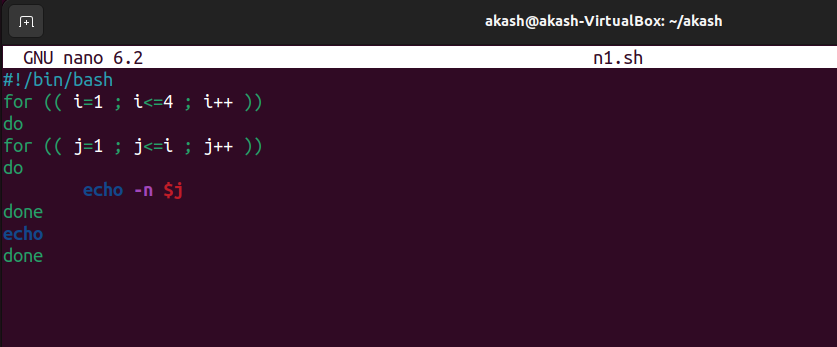 akash@akash-VirtualBox: ~/akash
GNU nano 6.2 n1.sh
#!/bin/bash
for (( i=1 ; i<=4 ; i++ ))
do
for (( j=1 ; j<=i ; j++ ))
do
        echo -n $j
done
echo
done